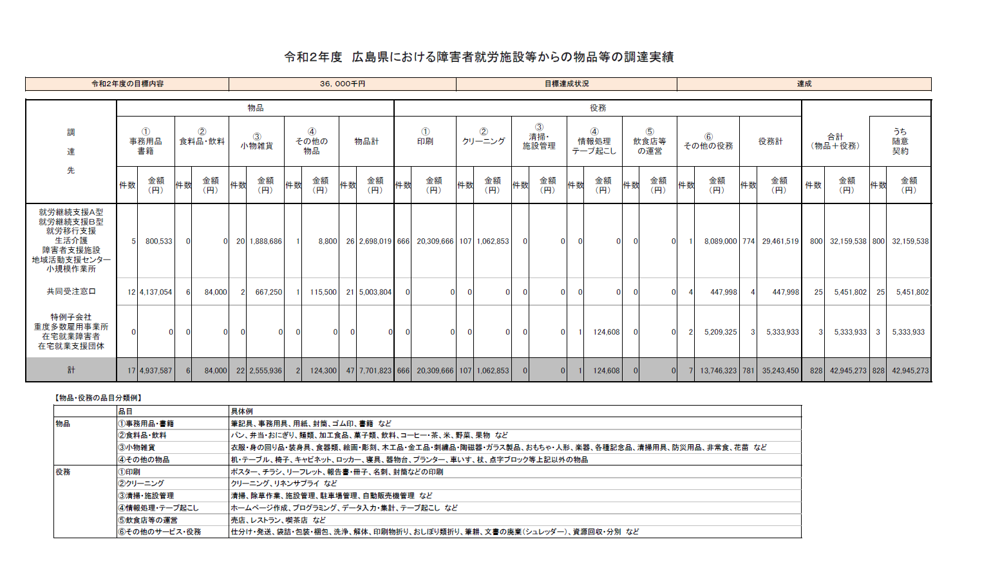 令和２年度　広島県における障害者就労施設等からの物品等の調達実績
令和２年度の目標内容　36，000千円　目標達成状況　達成
調達先　物品　役務
①事務用品書籍　②食料品・飲料　③小物雑貨　④その他の物品　物品計　①印刷　②クリーニング　③清掃・施設管理　④情報処理テープ起こし　⑤飲食店等の運営　⑥その他の役務　役務計　合計（物品＋役務）　うち随意契約
件数　金額（円）　件数　金額（円）　件数　金額（円）　件数　金額（円）　件数　金額（円）　件数　金額（円）　件数　金額（円）　件数　金額（円）　件数　金額（円）　件数　金額（円）　件数　金額（円）　件数　金額（円）　件数　金額（円）　件数　金額（円）
就労継続支援Ａ型
就労継続支援Ｂ型
就労移行支援
生活介護
障害者支援施設
地域活動支援センター
小規模作業所
5　800,533　0　0　20　1,888,686　1　8,800　26　2,698,019　666　20,309,666　107　1,062,853　0　0　0　0　0　0　1　8,089,000　774　29,461,519　800　32,159,538　800　32,159,538
共同受注窓口　12　4,137,054　6　84,000　2　667,250　1　115,500　21　5,003,804　0　0　0　0　0　0　0　0　0　0　4　447,998　4　447,998　25　5,451,802　25　5,451,802
特例子会社
重度多数雇用事業所
在宅就業障害者
在宅就業支援団体
0　0　0　0　0　0　0　0　0　0　0　0　0　0　0　0　1　124,608　0　0　2　5,209,325　3　5,333,933　3　5,333,933　3　5,333,933
計　17　4,937,587　6　84,000　22　2,555,936　2　124,300　47　7,701,823　666　20,309,666　107　1,062,853　0　0　1　124,608　0　0　7　13,746,323　781　35,243,450　828　42,945,273　828　42,945,273
【物品・役務の品目分類例】
品目　具体例
物品　①事務用品・書籍　筆記具、事務用具、用紙、封筒、ゴム印、書籍　など
②食料品・飲料　パン、弁当・おにぎり、麺類、加工食品、菓子類、飲料、コーヒー・茶、米、野菜、果物　など
③小物雑貨　衣服・身の回り品・装身具、食器類、絵画・彫刻、木工品・金工品・刺繍品・陶磁器・ガラス製品、おもちゃ・人形、楽器、各種記念品、清掃用具、防災用品、非常食、花苗　など
④その他の物品　机・テーブル、椅子、キャビネット、ロッカー、寝具、器物台、プランター、車いす、杖、点字ブロック等上記以外の物品
役務　①印刷　ポスター、チラシ、リーフレット、報告書・冊子、名刺、封筒などの印刷
②クリーニング　クリーニング、リネンサプライ　など
③清掃・施設管理　清掃、除草作業、施設管理、駐車場管理、自動販売機管理　など
④情報処理・テープ起こし　ホームページ作成、プログラミング、データ入力・集計、テープ起こし　など
⑤飲食店等の運営　売店、レストラン、喫茶店　など
⑥その他のサービス・役務　仕分け・発送、袋詰・包装・梱包、洗浄、解体、印刷物折り、おしぼり類折り、筆耕、文書の廃棄（シュレッダー）、資源回収・分別　など